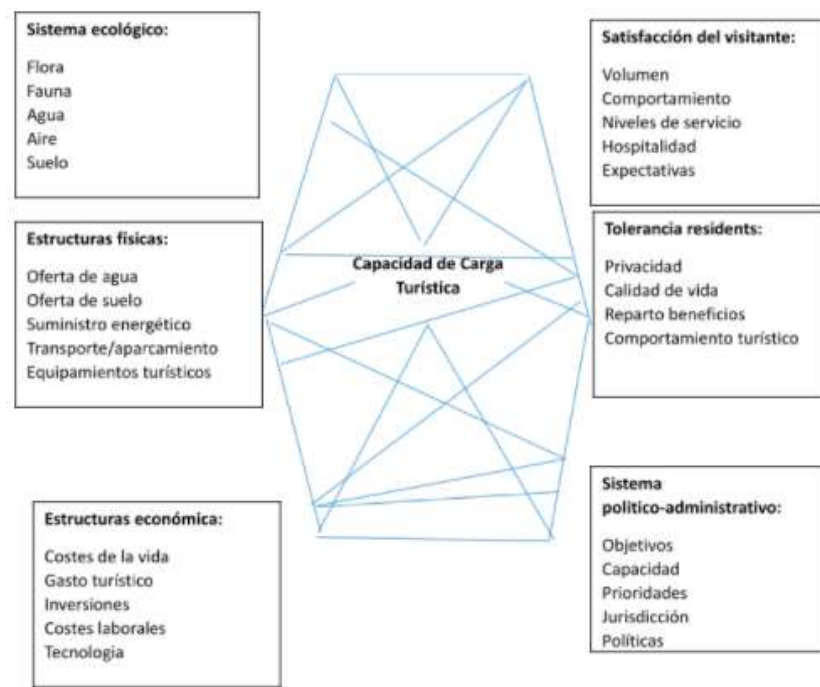 Sistema ecológico:
Flora
Fauna
Agua
Aire
Suelo
Satisfacción del visitante:
Volumen
Comportamiento
Niveles de servicio
Hospitalidad
Expectativas
Estructuras físicas:
Oferta de agua
Oferta de suelo
Suministro energético
Transporte/aparcamiento
Equipamientos turísticos
Capacidad de Carga
Turística
Tolerancia residents:
Privacidad
Calidad de vida
Reparto beneficios
Comportamiento turístico
Estructuras económica:
Costes de la vida
Gasto turístico
Inversiones
Costes laborales
Tecnologia
Sistema
politico-administrativo:
Objetivos
Capacidad
Prioridades
Jurisdicción
Políticas